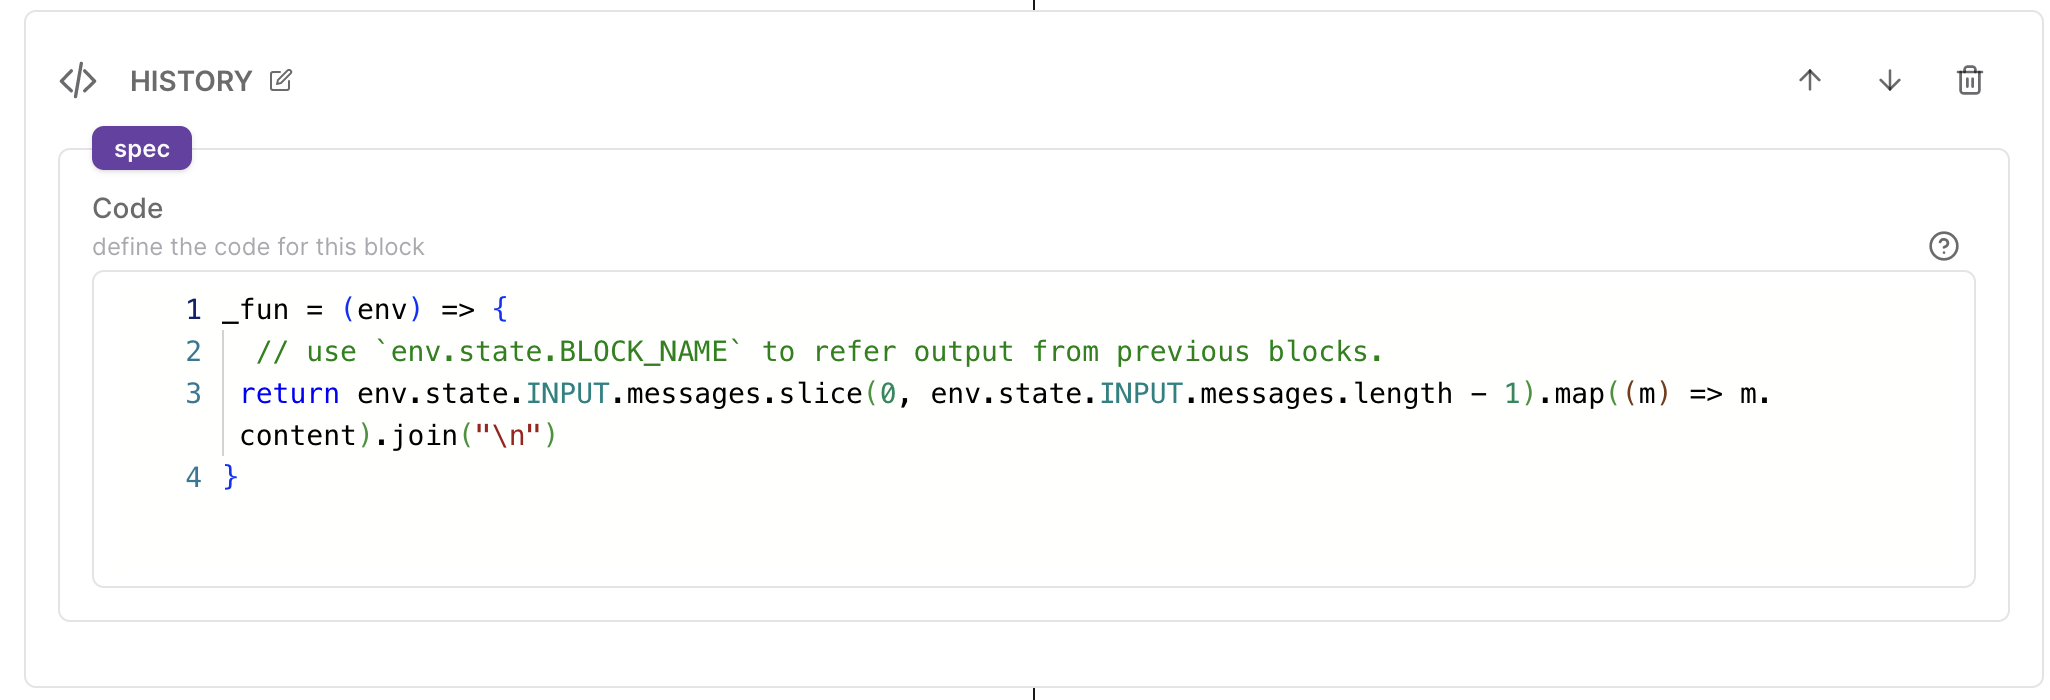 HISTORY
spec
Code
define the code for this block
1 _fun = (env) => {
2   // use `env.state.BLOCK_NAME` to refer output from previous blocks.
3  return env.state.INPUT.messages.slice(0, env.state.INPUT.messages.length - 1).map((m) => m.
content).join("\n")
4 }